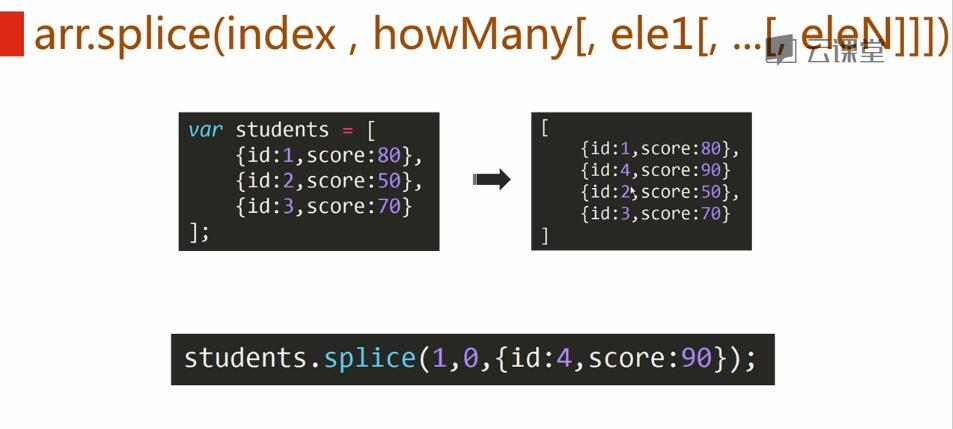 arr.splice(index , howMany[, ele1[, ...[, eleN]]])
云课堂
var students = [
{id:1,score:80},
{id:2,score:50},
{id:3,score:70}
];
[
{id:1,score:80},
{id:4,score:90}
{id:2,score:50},
{id:3,score:70}
]
students.splice(1,0,{id:4,score:90});